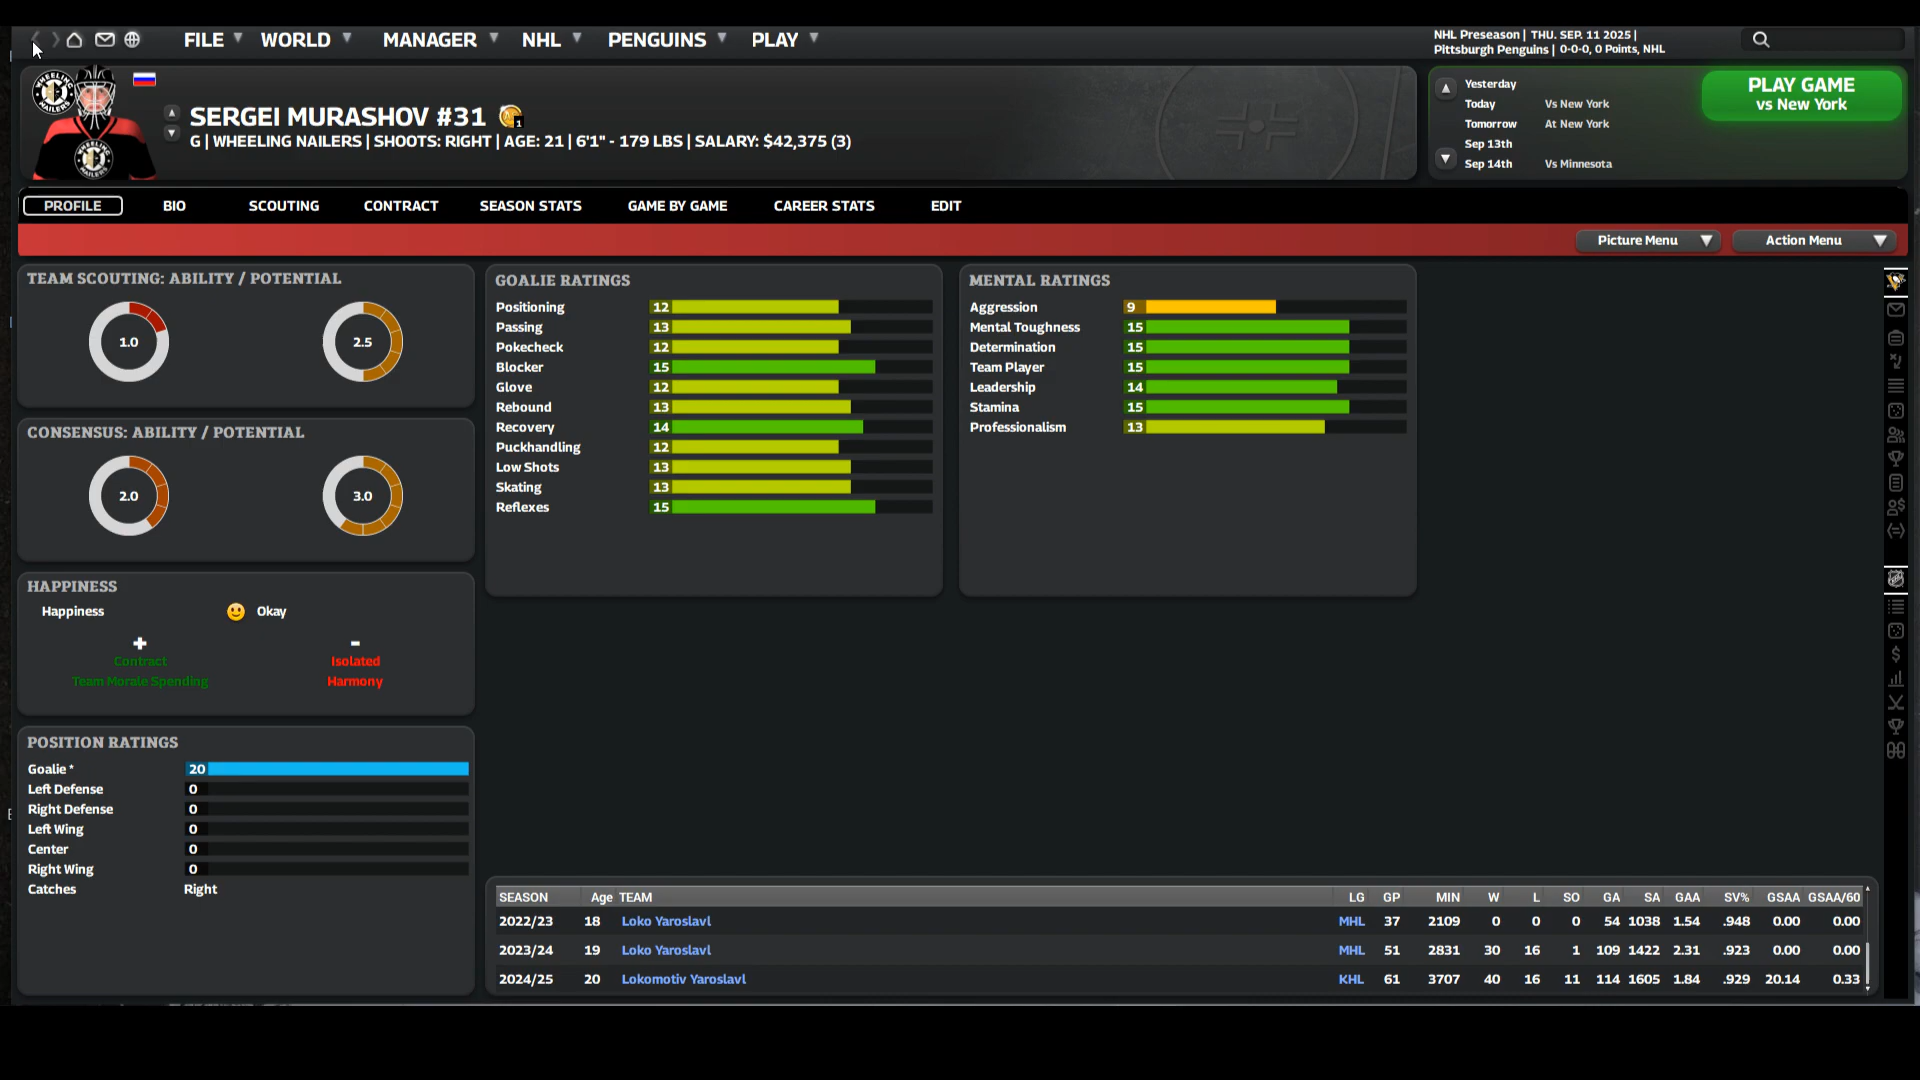 FILE WORLD MANAGER NHL PENGUINS PLAY
NHL Preseason | THU. SEP. 11 2025 |
Pittsburgh Penguins | 0-0-0, 0 Points, NHL
SERGEI MURASHOV #31
1
G | WHEELING NAILERS | SHOOTS: RIGHT | AGE: 21 | 6'1" - 179 LBS | SALARY: $42,375 (3)
Yesterday
Today Vs New York
Tomorrow At New York
Sep 13th
Sep 14th Vs Minnesota
PLAY GAME
vs New York
PROFILE BIO SCOUTING CONTRACT SEASON STATS GAME BY GAME CAREER STATS EDIT
Picture Menu Action Menu
TEAM SCOUTING: ABILITY / POTENTIAL
1.0 2.5
CONSENSUS: ABILITY / POTENTIAL
2.0 3.0
HAPPINESS
Happiness Okay
+ -
Contract Isolated
Team Morale Spending Harmony
POSITION RATINGS
Goalie * 20
Left Defense 0
Right Defense 0
Left Wing 0
Center 0
Right Wing 0
Catches Right
GOALIE RATINGS
Positioning 12
Passing 13
Pokecheck 12
Blocker 15
Glove 12
Rebound 13
Recovery 14
Puckhandling 12
Low Shots 13
Skating 13
Reflexes 15
MENTAL RATINGS
Aggression 9
Mental Toughness 15
Determination 15
Team Player 15
Leadership 14
Stamina 15
Professionalism 13
SEASON Age TEAM LG GP MIN W L SO GA SA GAA SV% GSAA GSAA/60
2022/23 18 Loko Yaroslavl MHL 37 2109 0 0 0 54 1038 1.54 .948 0.00 0.00
2023/24 19 Loko Yaroslavl MHL 51 2831 30 16 1 109 1422 2.31 .923 0.00 0.00
2024/25 20 Lokomotiv Yaroslavl KHL 61 3707 40 16 11 114 1605 1.84 .929 20.14 0.33